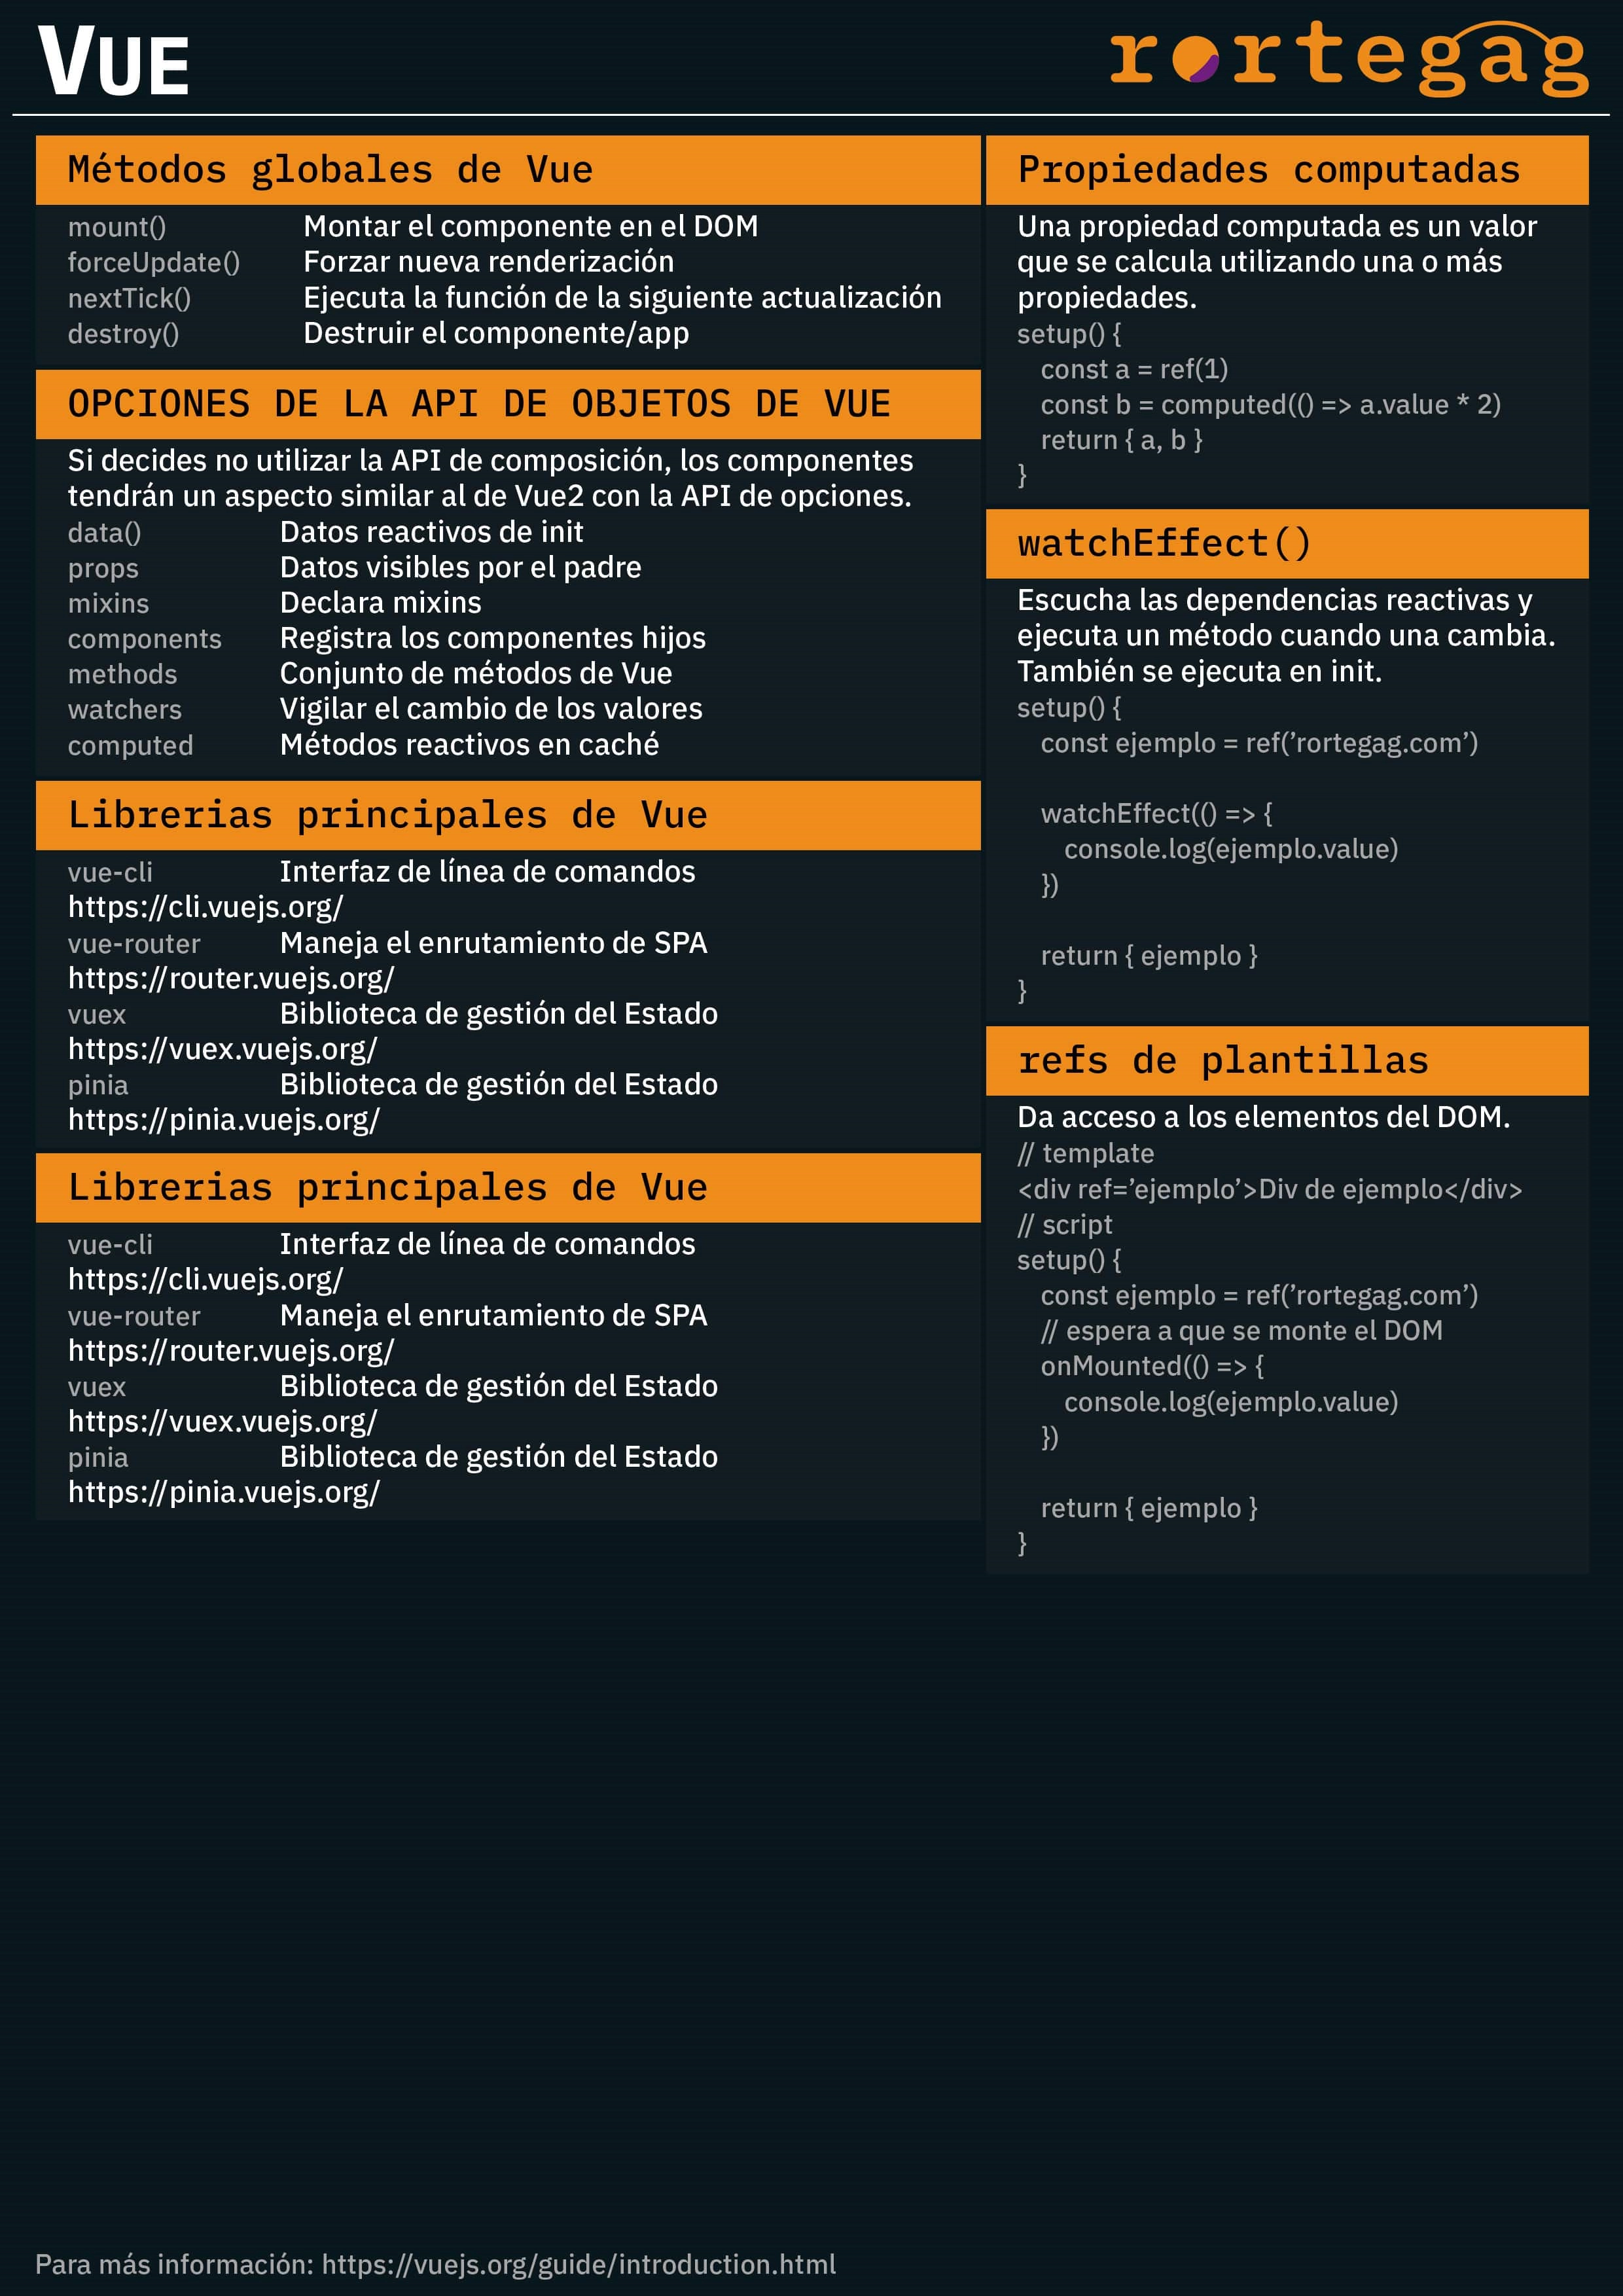 VUE
rortegag
Métodos globales de Vue
mount() Montar el componente en el DOM
forceUpdate() Forzar nueva renderización
nextTick() Ejecuta la función de la siguiente actualización
destroy() Destruir el componente/app
OPCIONES DE LA API DE OBJETOS DE VUE
Si decides no utilizar la API de composición, los componentes
tendrán un aspecto similar al de Vue2 con la API de opciones.
data() Datos reactivos de init
props Datos visibles por el padre
mixins Declara mixins
components Registra los componentes hijos
methods Conjunto de métodos de Vue
watchers Vigilar el cambio de los valores
computed Métodos reactivos en caché
Librerias principales de Vue
vue-cli Interfaz de línea de comandos
https://cli.vuejs.org/
vue-router Maneja el enrutamiento de SPA
https://router.vuejs.org/
vuex Biblioteca de gestión del Estado
https://vuex.vuejs.org/
pinia Biblioteca de gestión del Estado
https://pinia.vuejs.org/
Librerias principales de Vue
vue-cli Interfaz de línea de comandos
https://cli.vuejs.org/
vue-router Maneja el enrutamiento de SPA
https://router.vuejs.org/
vuex Biblioteca de gestión del Estado
https://vuex.vuejs.org/
pinia Biblioteca de gestión del Estado
https://pinia.vuejs.org/
Propiedades computadas
Una propiedad computada es un valor
que se calcula utilizando una o más
propiedades.
setup() {
const a = ref(1)
const b = computed(() => a.value * 2)
return { a, b }
}
watchEffect()
Escucha las dependencias reactivas y
ejecuta un método cuando una cambia.
También se ejecuta en init.
setup() {
const ejemplo = ref(’rortegag.com’)
watchEffect(() => {
console.log(ejemplo.value)
})
return { ejemplo }
}
refs de plantillas
Da acceso a los elementos del DOM.
// template
<div ref=’ejemplo’>Div de ejemplo</div>
// script
setup() {
const ejemplo = ref(’rortegag.com’)
// espera a que se monte el DOM
onMounted(() => {
console.log(ejemplo.value)
})
return { ejemplo }
}
Para más información: https://vuejs.org/guide/introduction.html